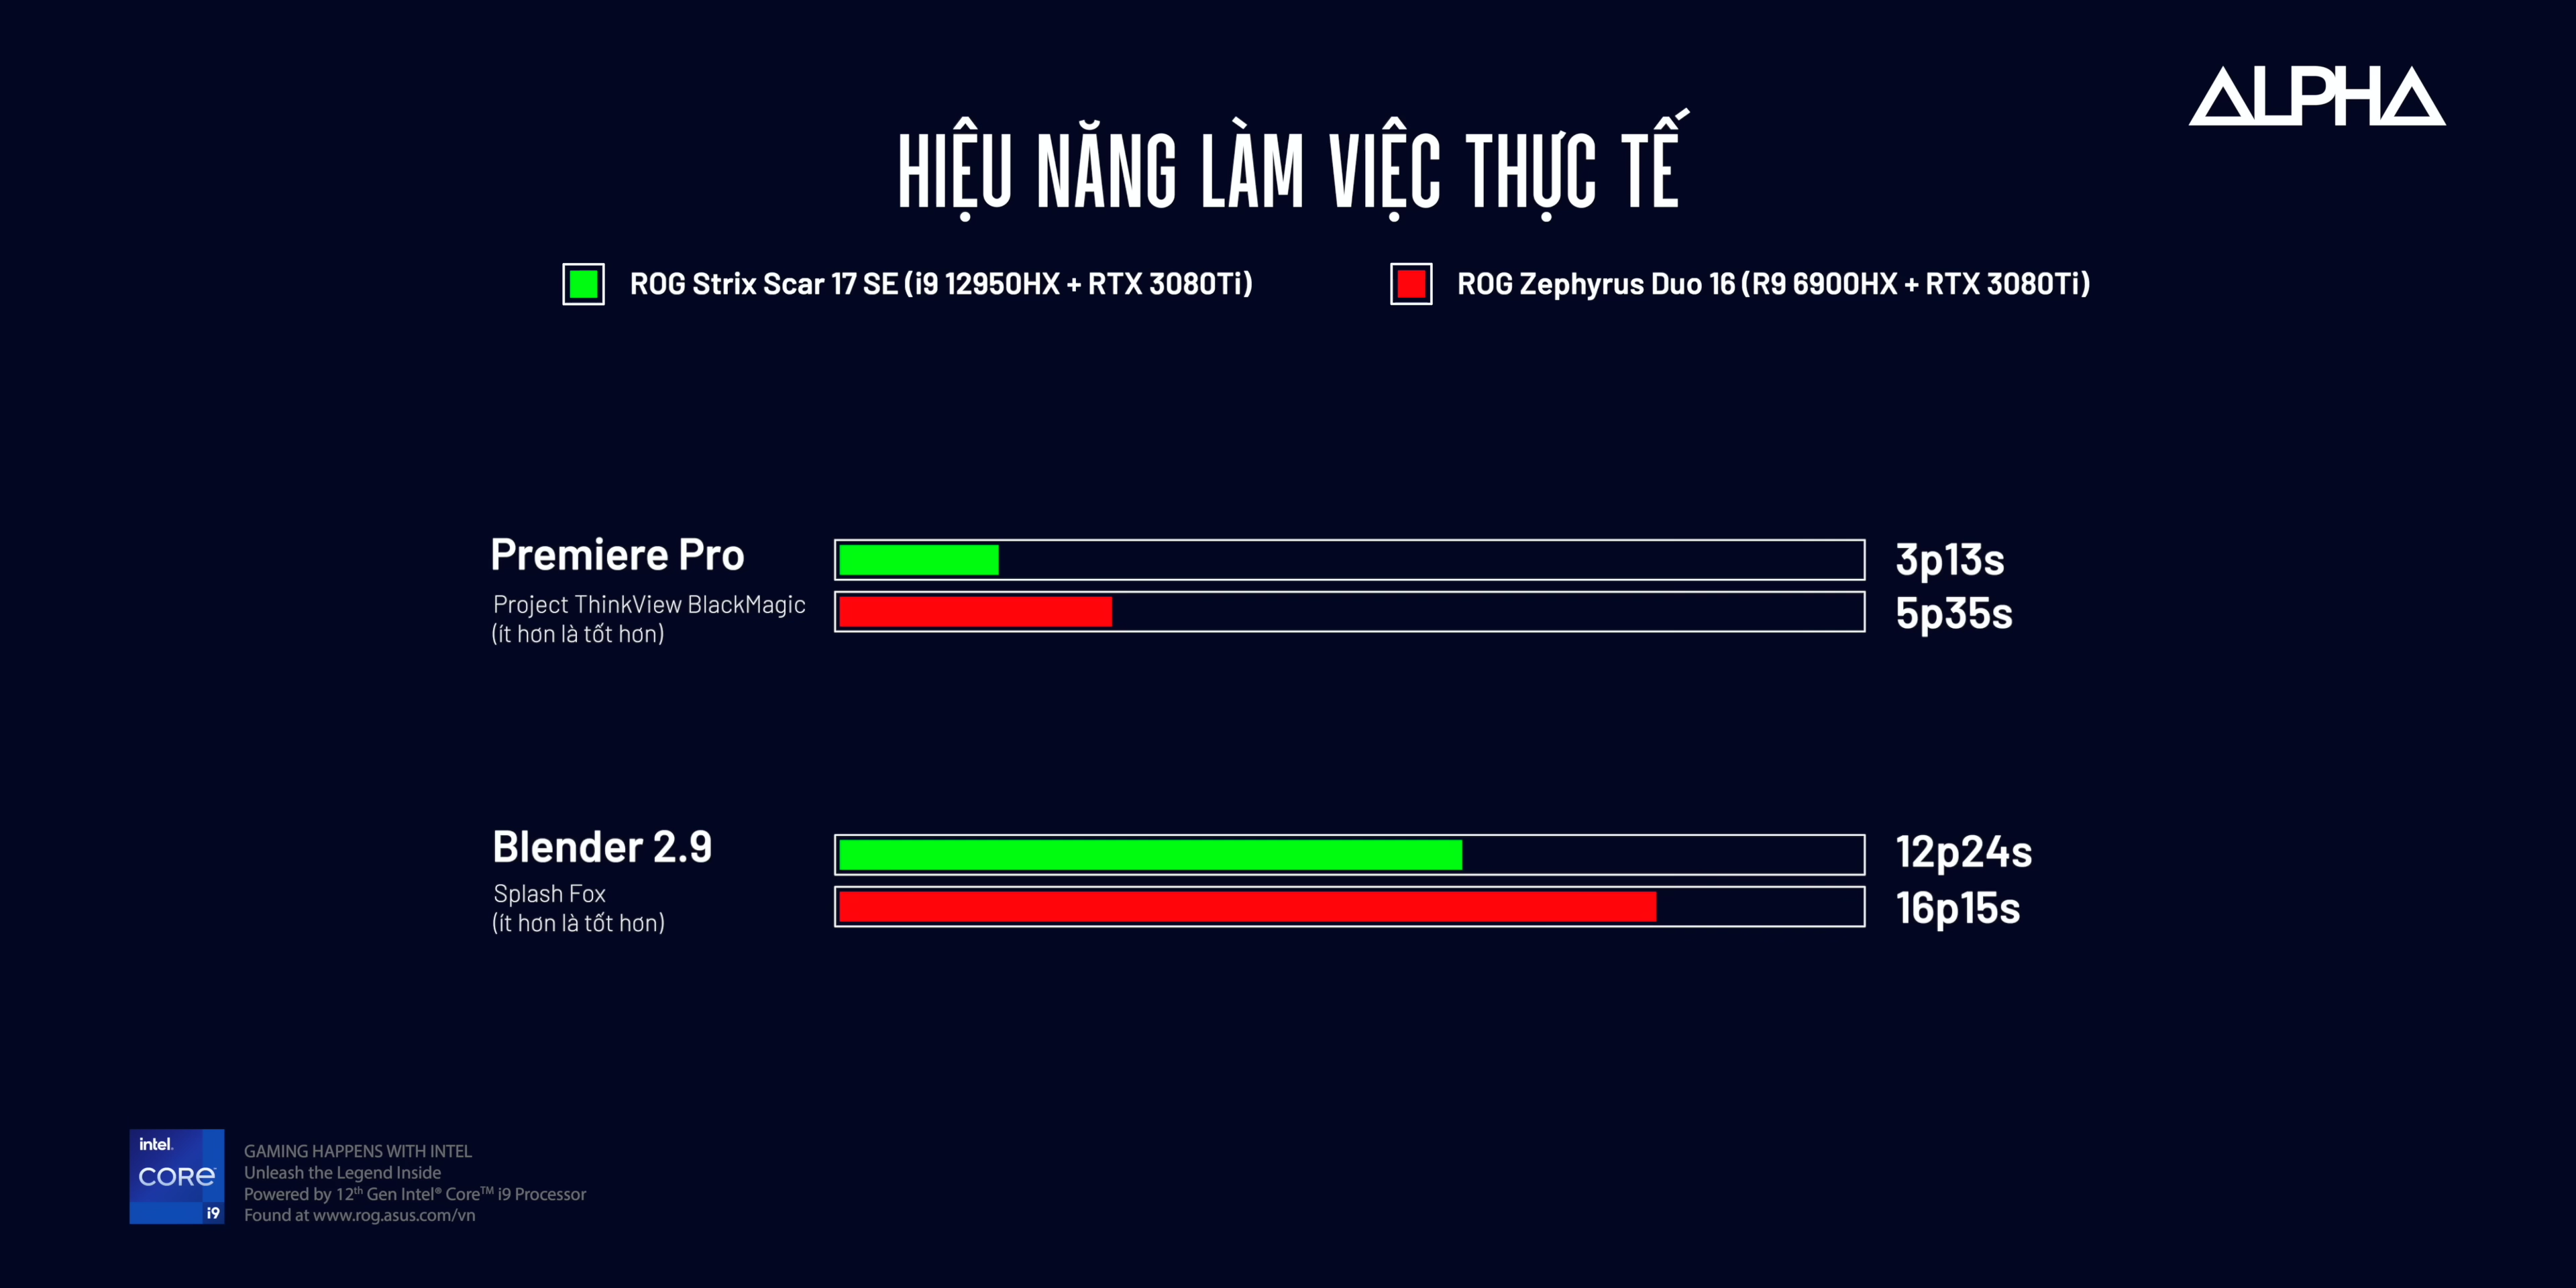 ALPHA
HIỆU NĂNG LÀM VIỆC THỰC TẾ
ROG Strix Scar 17 SE (i9 12950HX + RTX 3080Ti)
ROG Zephyrus Duo 16 (R9 6900HX + RTX 3080Ti)
Premiere Pro
Project ThinkView BlackMagic
(ít hơn là tốt hơn)
3p13s
5p35s
Blender 2.9
Splash Fox
(ít hơn là tốt hơn)
12p24s
16p15s
intel.
CORE
i9
GAMING HAPPENS WITH INTEL
Unleash the Legend Inside
Powered by 12th Gen Intel® Core™ i9 Processor
Found at www.rog.asus.com/vn